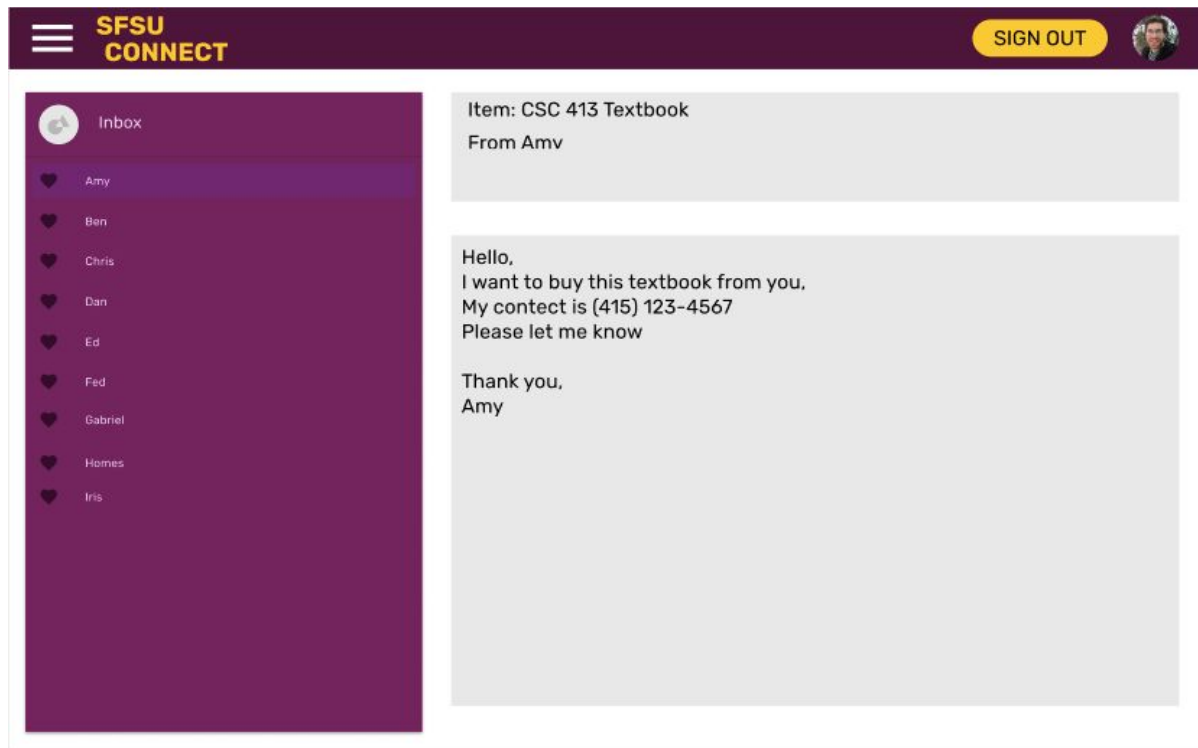 SFSU
CONNECT
SIGN OUT
Inbox
Amy
Ben
Chris
Dan
Ed
Fed
Gabriel
Homes
Iris
Item: CSC 413 Textbook
From Amy
Hello,
I want to buy this textbook from you,
My contect is (415) 123-4567
Please let me know
Thank you,
Amy